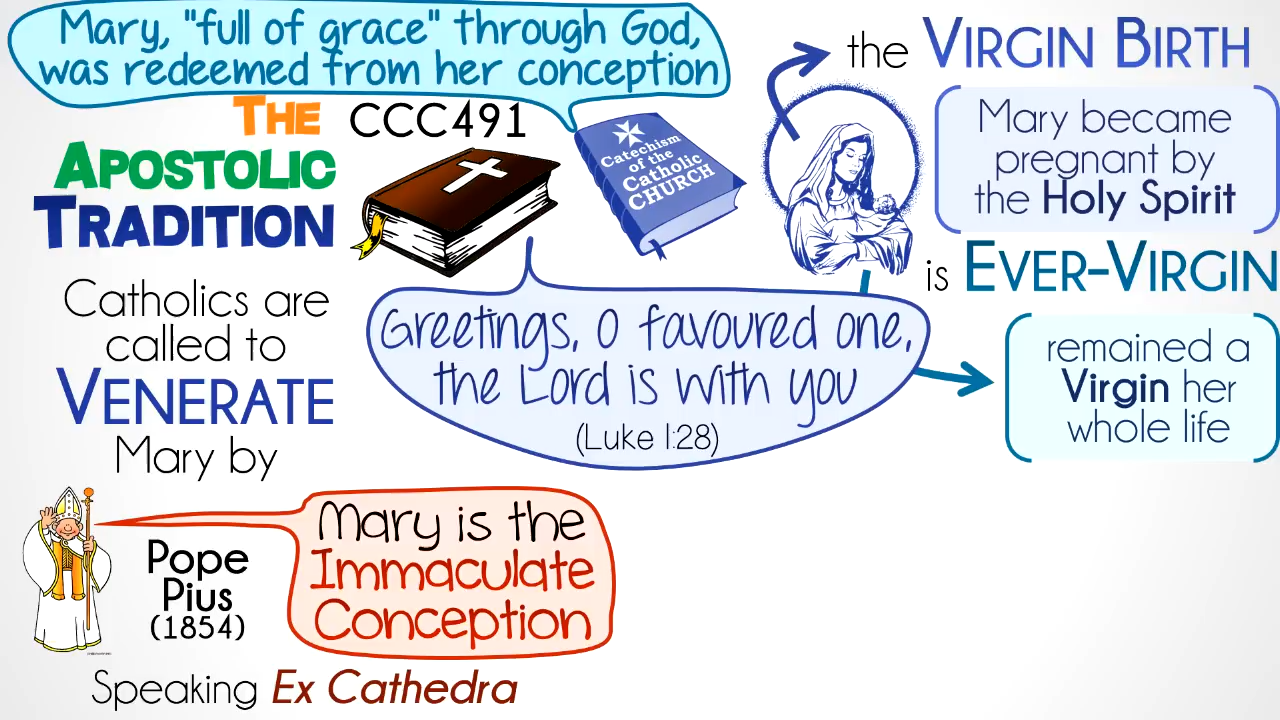 Mary, "full of grace" through God,
was redeemed from her conception
THE
APOSTOLIC
TRADITION
CCC491
Catechism
of the
Catholic
CHURCH
Catholics are
called to
VENERATE
Mary by
Greetings, O favoured one,
the Lord is with you
(Luke 1:28)
the VIRGIN BIRTH
Mary became
pregnant by
the Holy Spirit
is EVER-VIRGIN
remained a
Virgin her
whole life
Pope
Pius
(1854)
Mary is the
Immaculate
Conception
Speaking Ex Cathedra